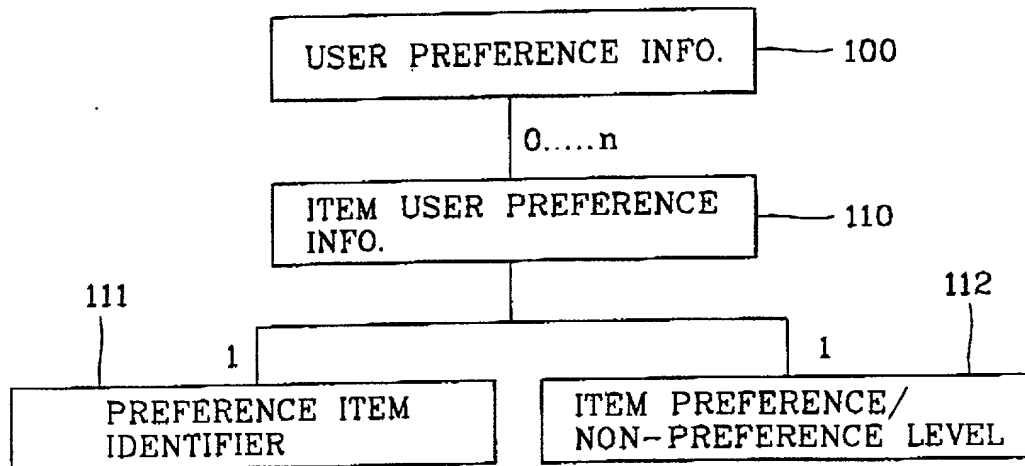 USER PREFERENCE INFO.
100
0.....n
ITEM USER PREFERENCE
INFO.
110
111
112
1
1
PREFERENCE ITEM
IDENTIFIER
ITEM PREFERENCE/
NON-PREFERENCE LEVEL